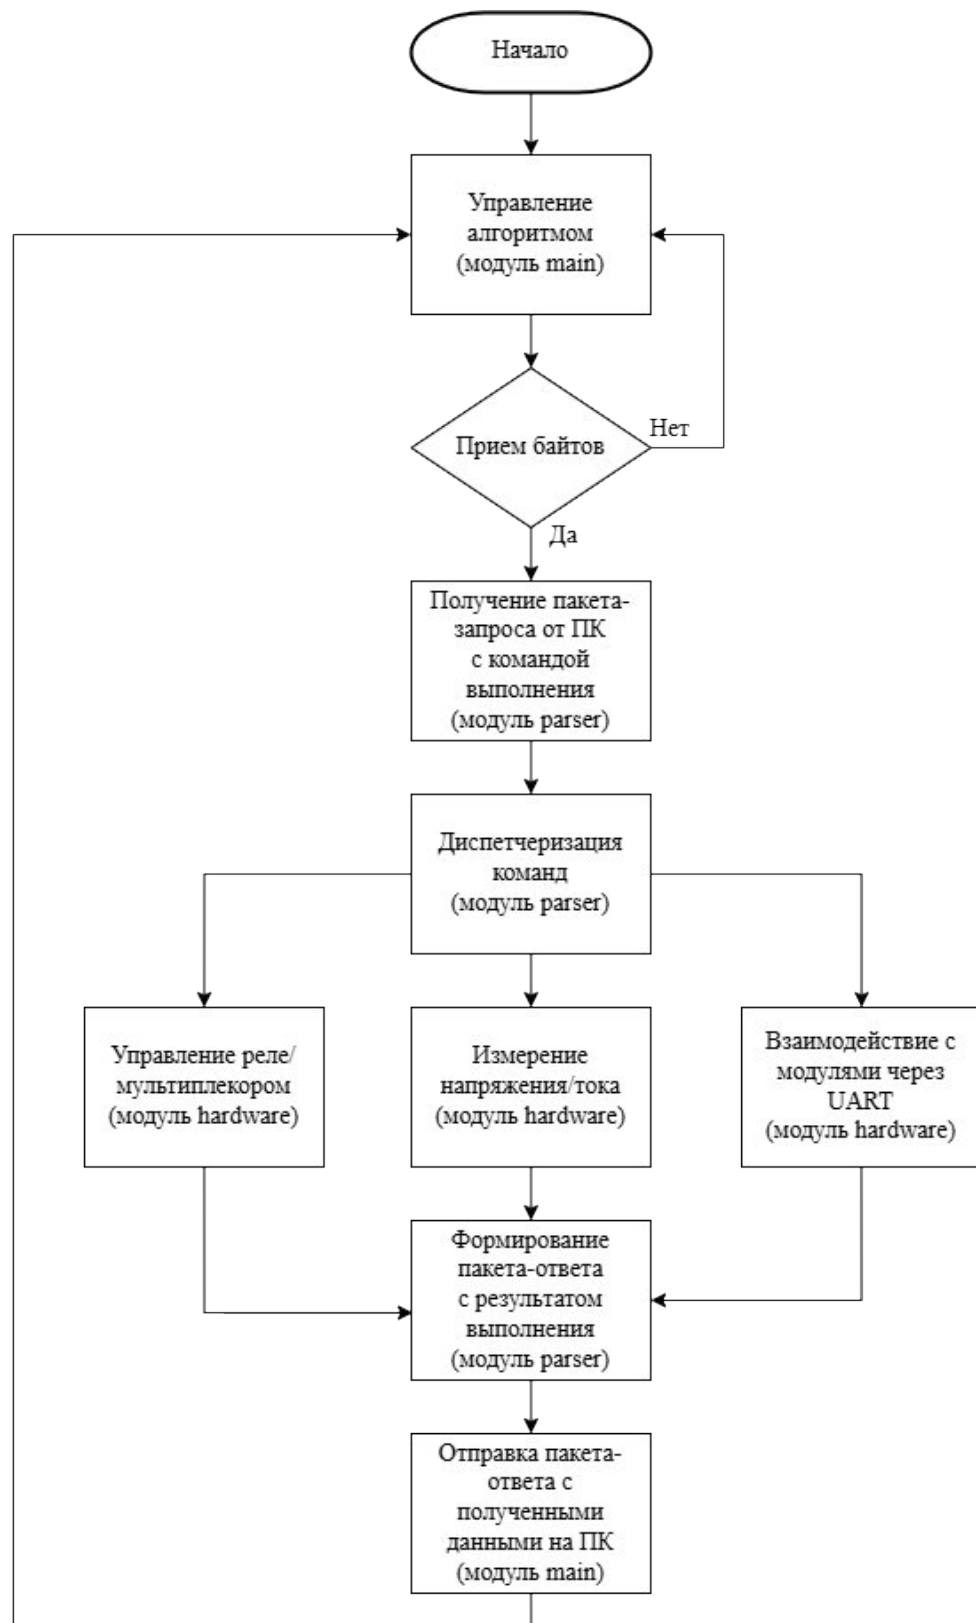 Начало
Управление
алгоритмом
(модуль main)
Прием байтов
Нет
Да
Получение пакета-
запроса от ПК
с командой
выполнения
(модуль parser)
Диспетчеризация
команд
(модуль parser)
Управление реле/
мультиплекором
(модуль hardware)
Измерение
напряжения/тока
(модуль hardware)
Взаимодействие с
модулями через
UART
(модуль hardware)
Формирование
пакета-ответа
с результатом
выполнения
(модуль parser)
Отправка пакета-
ответа с
полученными
данными на ПК
(модуль main)